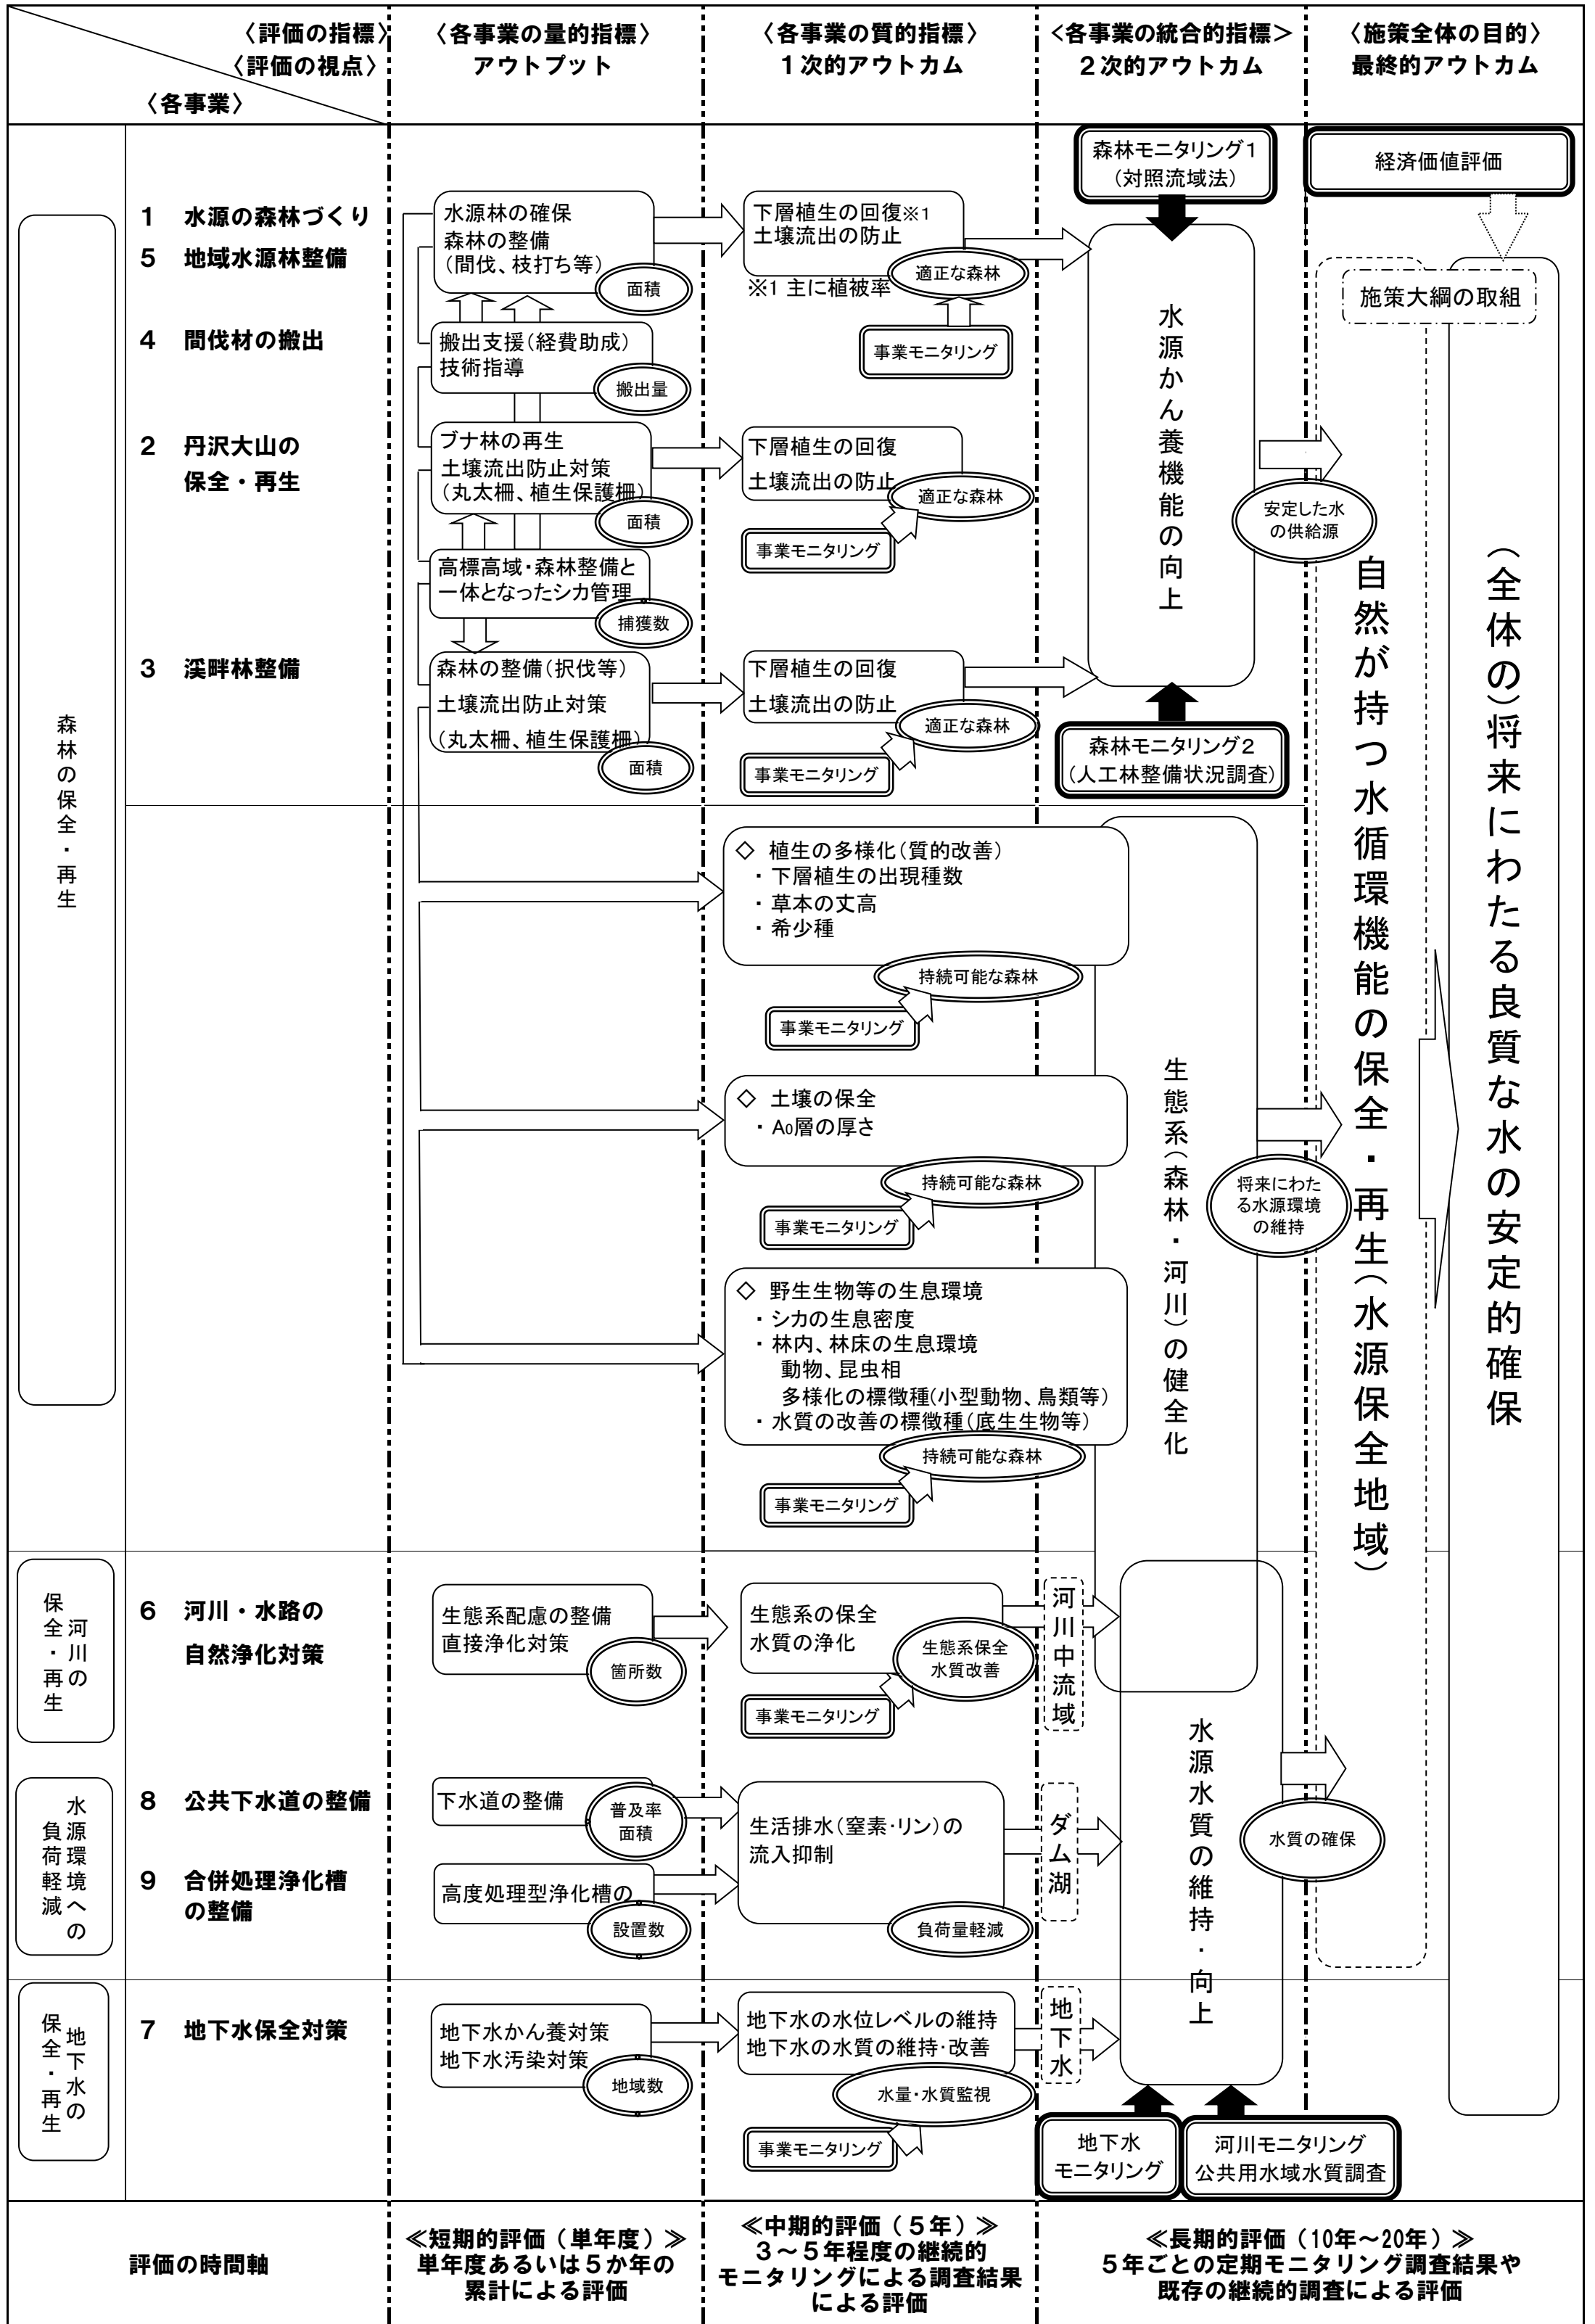 〈評価の指標〉
〈評価の視点〉
〈各事業〉
〈各事業の量的指標〉
アウトプット
〈各事業の質的指標〉
１次的アウトカム
<各事業の統合的指標>
２次的アウトカム
〈施策全体の目的〉
最終的アウトカム
森林の保全・再生
1 水源の森林づくり
5 地域水源林整備
水源林の確保
森林の整備
（間伐、枝打ち等）
面積
下層植生の回復※1
土壌流出の防止
適正な森林
※1 主に植被率
事業モニタリング
4 間伐材の搬出
搬出支援（経費助成）
技術指導
搬出量
2 丹沢大山の
保全・再生
ブナ林の再生
土壌流出防止対策
（丸太柵、植生保護柵）
面積
下層植生の回復
土壌流出の防止
適正な森林
事業モニタリング
高標高域・森林整備と
一体となったシカ管理
捕獲数
3 渓畔林整備
森林の整備（択伐等）
土壌流出防止対策
（丸太柵、植生保護柵）
面積
下層植生の回復
土壌流出の防止
適正な森林
事業モニタリング
森林モニタリング１
（対照流域法）
水源かん養機能の向上
安定した水
の供給源
森林モニタリング２
（人工林整備状況調査）
経済価値評価
施策大綱の取組
自然が持つ水循環機能の保全・再生（水源保全地域）
（全体の）将来にわたる良質な水の安定的確保
◇ 植生の多様化（質的改善）
・下層植生の出現種数
・草本の丈高
・希少種
持続可能な森林
事業モニタリング
◇ 土壌の保全
・A0層の厚さ
持続可能な森林
事業モニタリング
◇ 野生生物等の生息環境
・シカの生息密度
・林内、林床の生息環境
動物、昆虫相
多様化の標徴種（小型動物、鳥類等）
・水質の改善の標徴種（底生生物等）
持続可能な森林
事業モニタリング
生態系（森林・河川）の健全化
将来にわた
る水源環境
の維持
河川の
保全・再生
6 河川・水路の
自然浄化対策
生態系配慮の整備
直接浄化対策
箇所数
生態系の保全
水質の浄化
生態系保全
水質改善
事業モニタリング
河川中流域
水源環境への
負荷軽減
8 公共下水道の整備
下水道の整備
普及率
面積
9 合併処理浄化槽
の整備
高度処理型浄化槽の
設置数
生活排水（窒素・リン）の
流入抑制
負荷量軽減
ダム湖
水源水質の維持・向上
水質の確保
地下水の
保全・再生
7 地下水保全対策
地下水かん養対策
地下水汚染対策
地域数
地下水の水位レベルの維持
地下水の水質の維持・改善
水量・水質監視
事業モニタリング
地下水
地下水
モニタリング
河川モニタリング
公共用水域水質調査
評価の時間軸
≪短期的評価（単年度）≫
単年度あるいは５か年の
累計による評価
≪中期的評価（５年）≫
３～５年程度の継続的
モニタリングによる調査結果
による評価
≪長期的評価（10年～20年）≫
５年ごとの定期モニタリング調査結果や
既存の継続的調査による評価